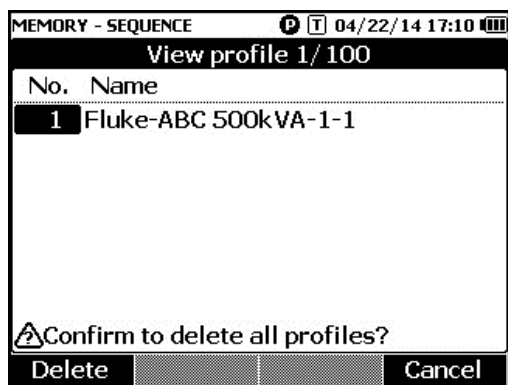 MEMORY - SEQUENCE P T 04/22/14 17:10
View profile 1/100
No. Name
1 Fluke-ABC 500kVA-1-1
?Confirm to delete all profiles?
Delete Cancel